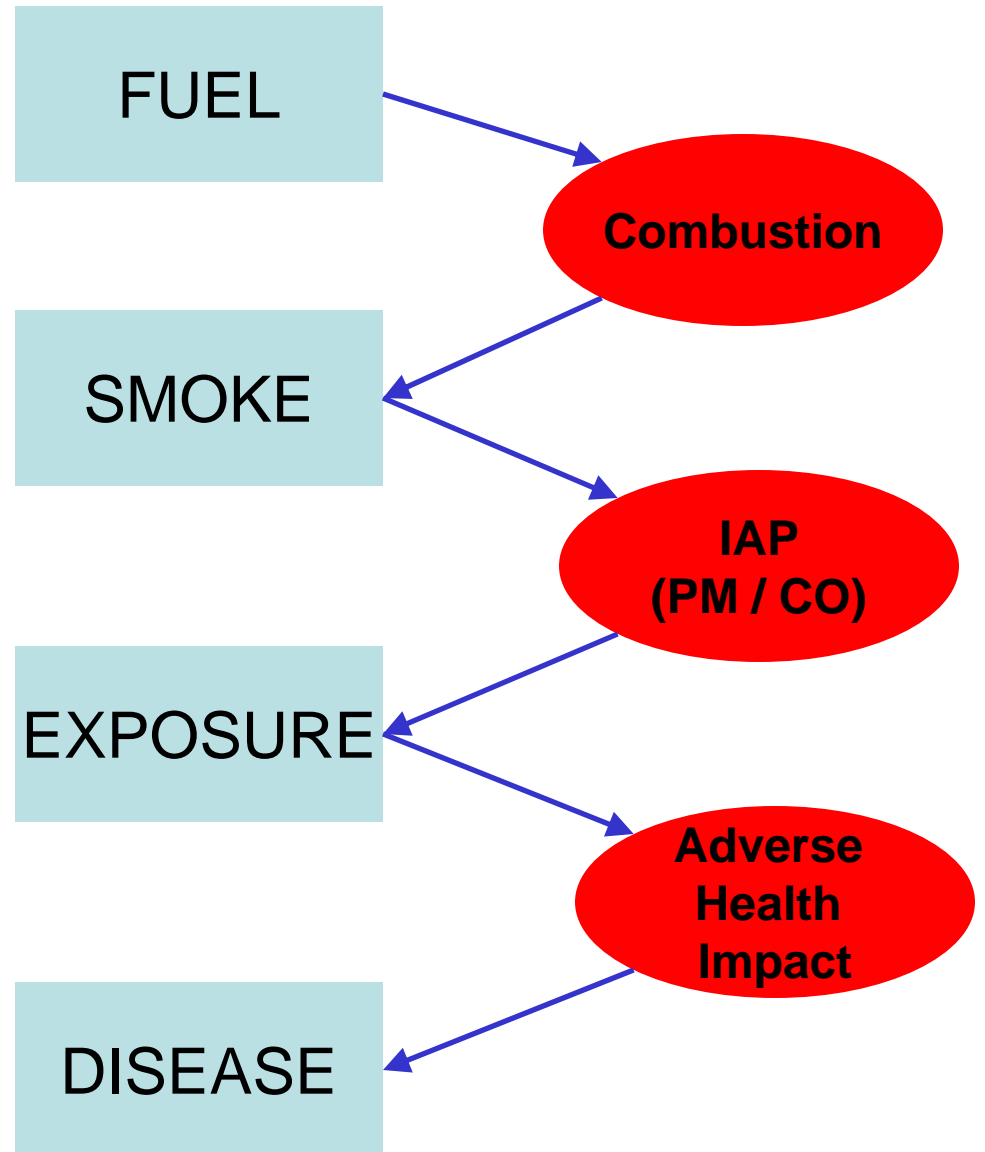 FUEL
Combustion
SMOKE
IAP
(PM / CO)
EXPOSURE
Adverse
Health
Impact
DISEASE